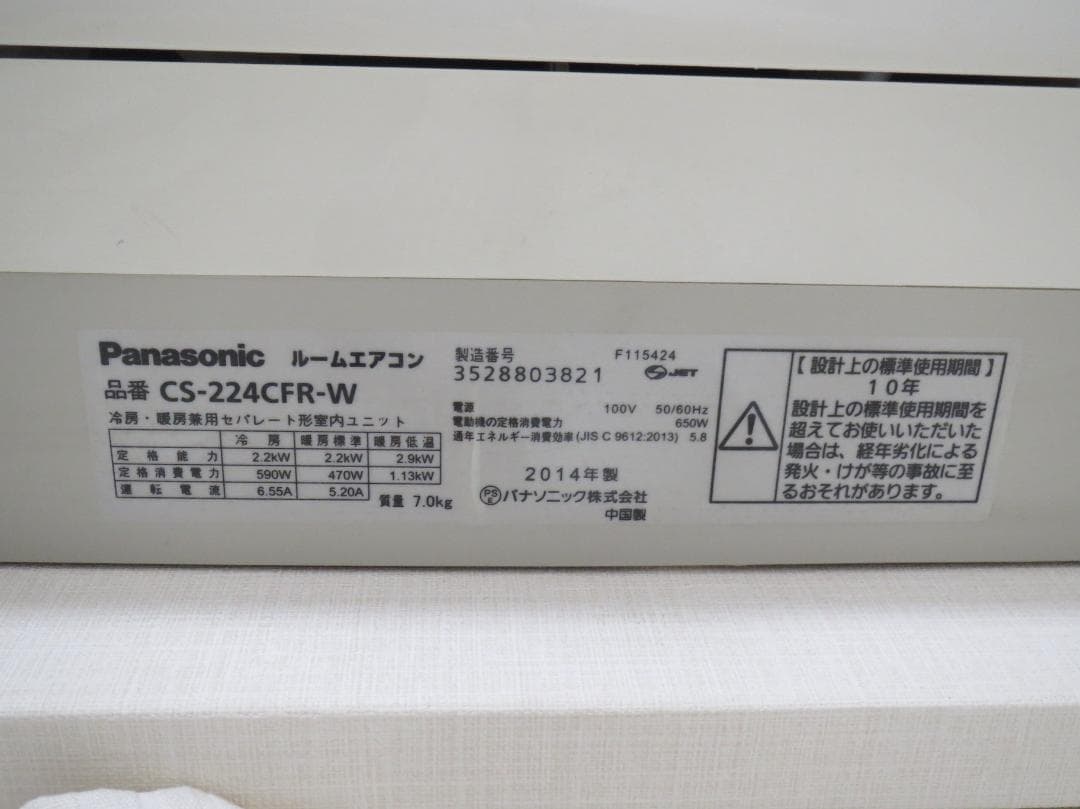 Panasonic ルームエアコン
品番 CS-224CFR-W
冷房・暖房兼用セパレート形室内ユニット
冷房 暖房標準 暖房低温
定格能力 2.2kW 2.2kW 2.9kW
定格消費電力 590W 470W 1.13kW
運転電流 6.55A 5.20A
質量 7.0kg
製造番号 F115424
3528803821 JET
電源 100V 50/60Hz
電動機の定格消費電力 650W
通年エネルギー消費効率(JIS C 9612:2013) 5.8
2014年製
PSE パナソニック株式会社
中国製
【設計上の標準使用期間】
10年
設計上の標準使用期間を
超えてお使いいただいた
場合は、経年劣化による
発火・けが等の事故に至
るおそれがあります。